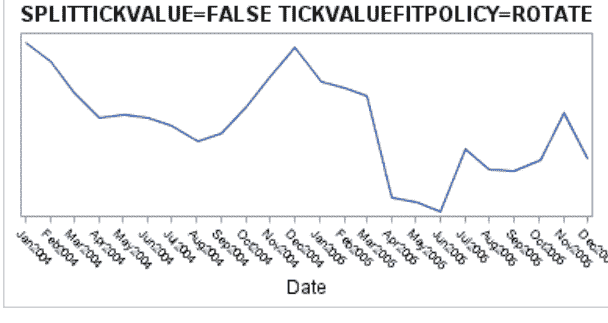 SPLITTICKVALUE=FALSE TICKVALUEFITPOLICY=ROTATE
Jan2004
Feb2004
Mar2004
Apr2004
May2004
Jun2004
Jul2004
Aug2004
Sep2004
Oct2004
Nov2004
Dec2004
Jan2005
Feb2005
Mar2005
Apr2005
May2005
Jun2005
Jul2005
Aug2005
Sep2005
Oct2005
Nov2005
Dec200
Date